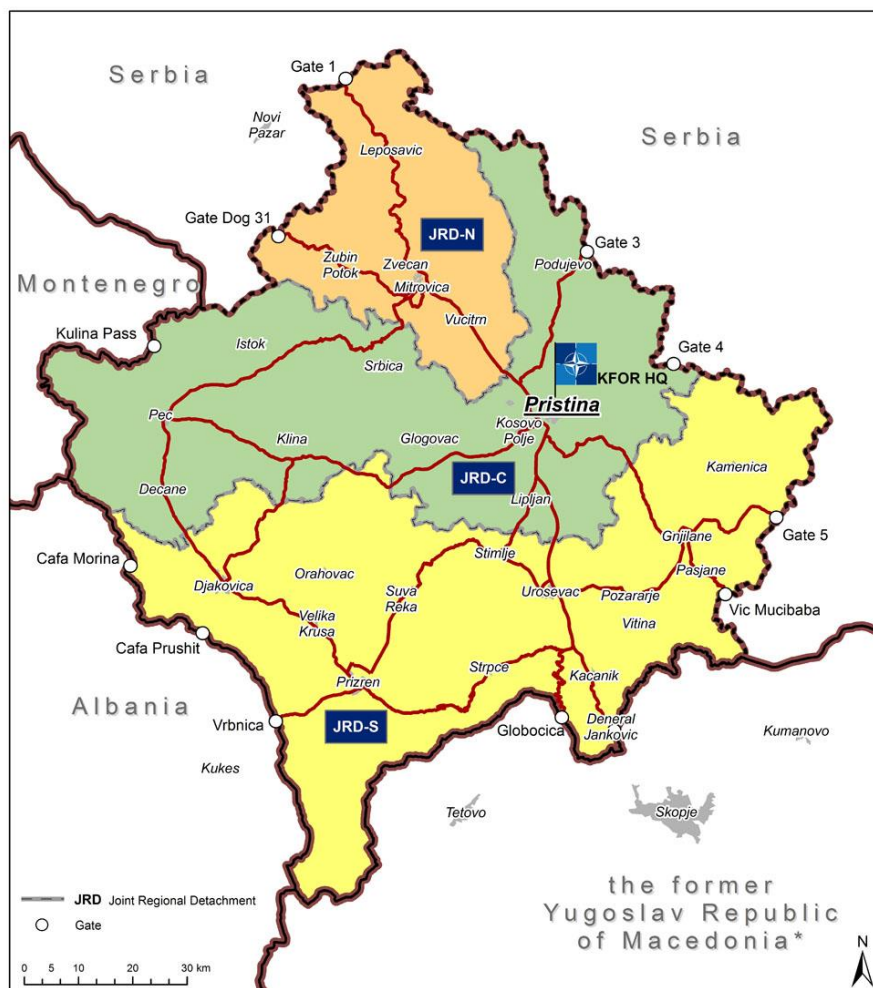 Gate 1
Serbia
Novi
Pazar
Serbia
Leposavic
Gate Dog 31
JRD-N
Gate 3
Zubin
Potok
Zvecan
Podujevo
Montenegro
Mitrovica
Vucitrn
Kulina Pass
Istok
Srbica
Gate 4
KFOR HQ
Pristina
Pec
Kosovo
Polje
Klina
Glogovac
Kamenica
JRD-C
Decane
Lipljan
Gate 5
Gnjilane
Stimlje
Cafa Morina
Pasjane
Orahovac
Djakovica
Suva
Reka
Urosevac
Pozararje
Vic Mucibaba
Velika
Krusa
Vitina
Cafa Prushit
Strpce
Kacanik
Prizren
Albania
Vrbnica
JRD-S
Globocica
Deneral
Jankovic
Kumanovo
Kukes
Tetovo
Skopje
the former
Yugoslav Republic
of Macedonia*
JRD Joint Regional Detachment
Gate
0 5 10 20 30 km
N